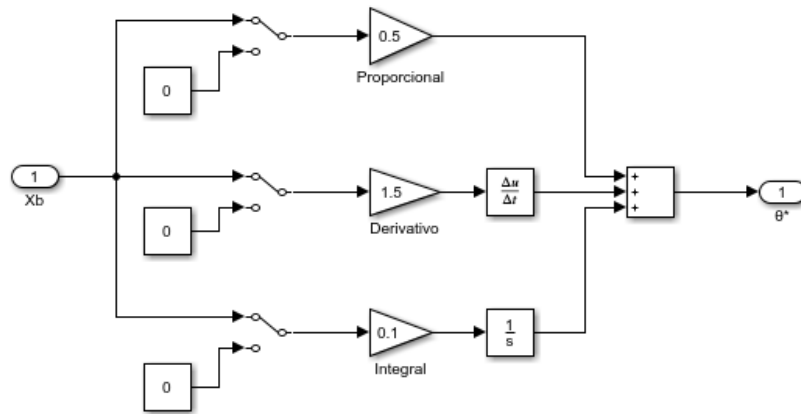 0.5
Proporcional
0
1
Xb
1.5
Derivativo
Δu
Δt
+
+
+
1
θ*
0
0.1
Integral
1
s
0